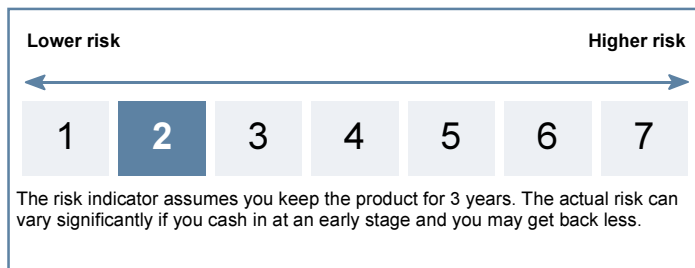 Lower risk Higher risk
1 2 3 4 5 6 7
The risk indicator assumes you keep the product for 3 years. The actual risk can
vary significantly if you cash in at an early stage and you may get back less.